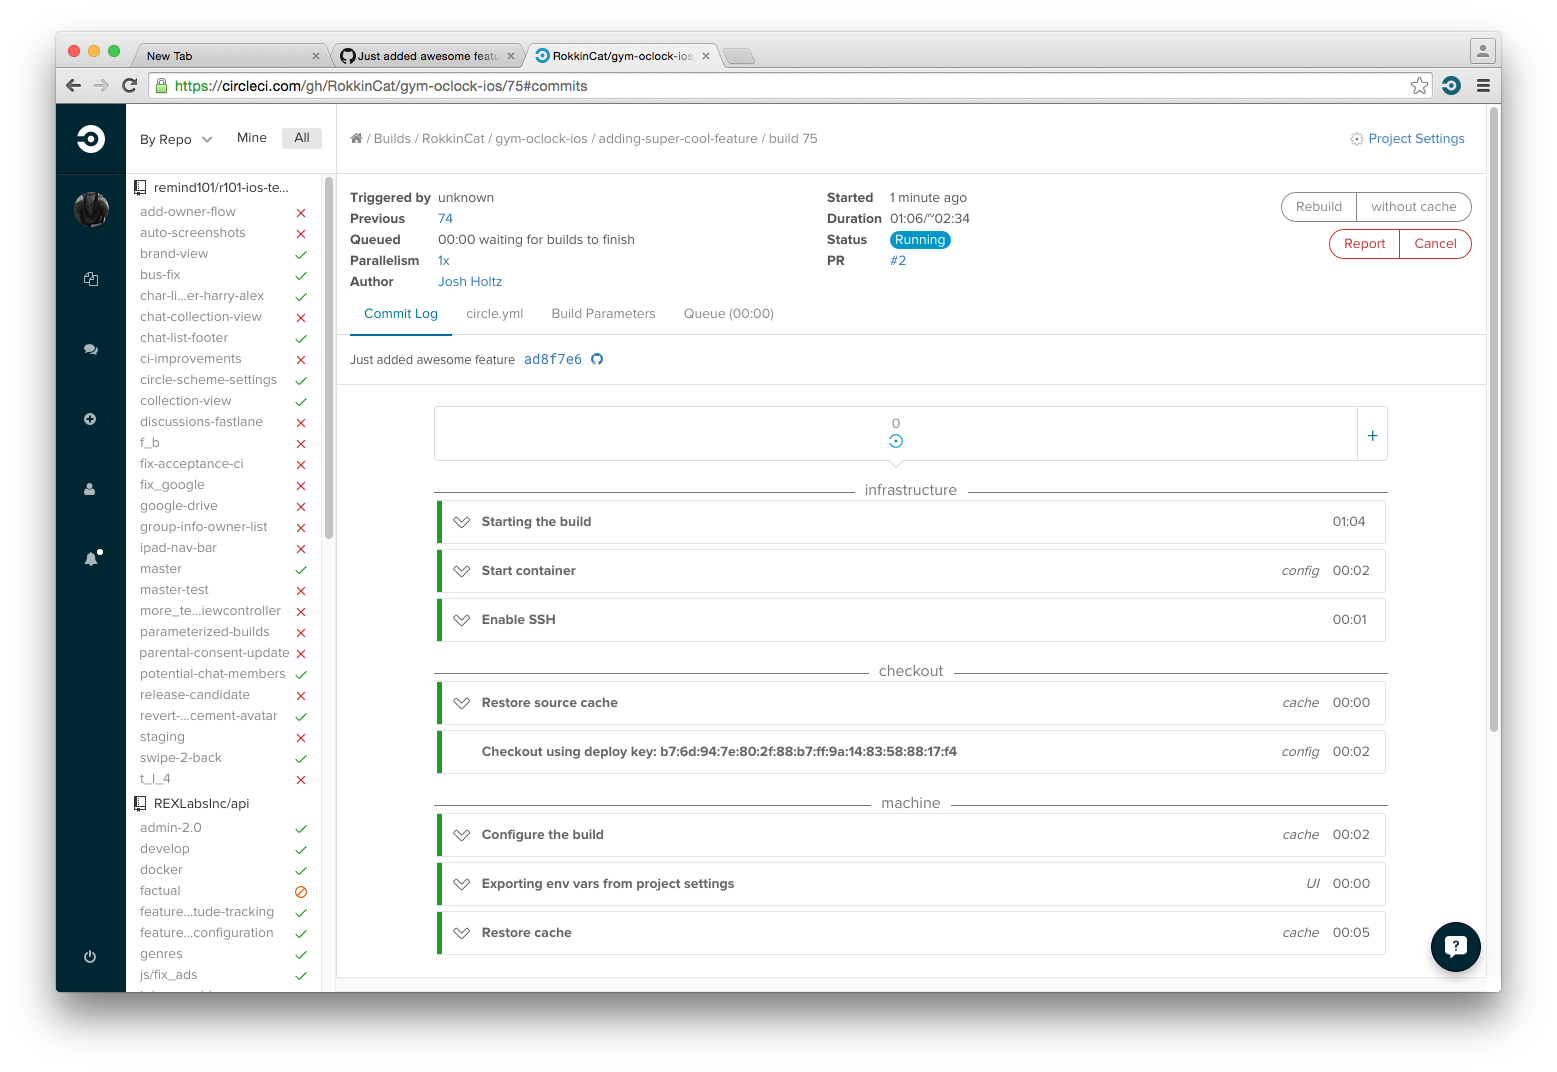 New Tab
Just added awesome featu
RokkinCat/gym-oclock-ios
https://circleci.com/gh/RokkinCat/gym-oclock-ios/75#commits
By Repo Mine All
/ Builds / RokkinCat / gym-oclock-ios / adding-super-cool-feature / build 75
Project Settings
remind101/r101-ios-te...
add-owner-flow
auto-screenshots
brand-view
bus-fix
char-li...er-harry-alex
chat-collection-view
chat-list-footer
ci-improvements
circle-scheme-settings
collection-view
discussions-fastlane
f_b
fix-acceptance-ci
fix_google
google-drive
group-info-owner-list
ipad-nav-bar
master
master-test
more_te...iewcontroller
parameterized-builds
parental-consent-update
potential-chat-members
release-candidate
revert-...cement-avatar
staging
swipe-2-back
t_l_4
REXLabsInc/api
admin-2.0
develop
docker
factual
feature...tude-tracking
feature...configuration
genres
js/fix_ads
Triggered by unknown
Previous 74
Queued 00:00 waiting for builds to finish
Parallelism 1x
Author Josh Holtz
Started 1 minute ago
Duration 01:06/~02:34
Status Running
PR #2
Rebuild without cache
Report Cancel
Commit Log circle.yml Build Parameters Queue (00:00)
Just added awesome feature ad8f7e6
0
+
infrastructure
Starting the build 01:04
Start container config 00:02
Enable SSH 00:01
checkout
Restore source cache cache 00:00
Checkout using deploy key: b7:6d:94:7e:80:2f:88:b7:ff:9a:14:83:58:88:17:f4 config 00:02
machine
Configure the build cache 00:02
Exporting env vars from project settings UI 00:00
Restore cache cache 00:05